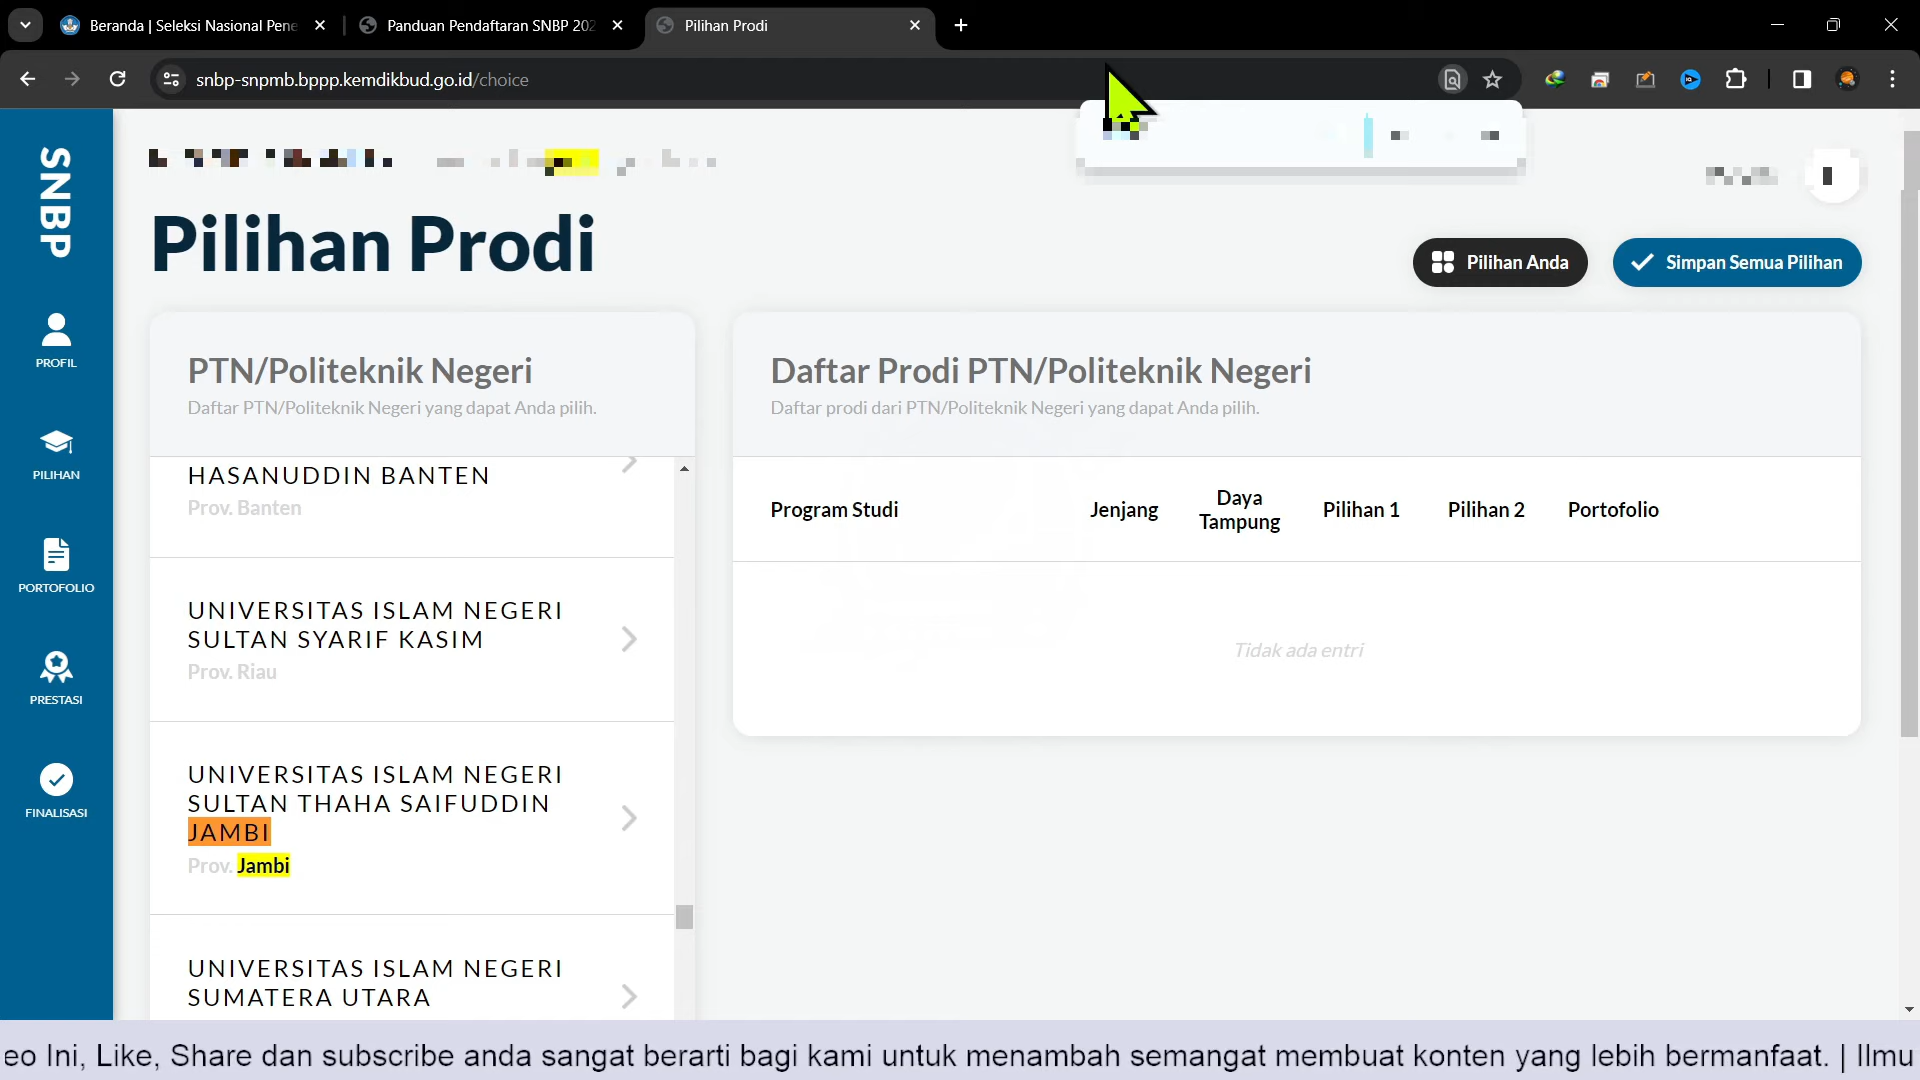 Beranda | Seleksi Nasional Pene
Panduan Pendaftaran SNBP 202
Pilihan Prodi
snbp-snpmb.bppp.kemdikbud.go.id/choice
SNBP
PROFIL
PILIHAN
PORTOFOLIO
PRESTASI
FINALISASI
Pilihan Prodi
Pilihan Anda
Simpan Semua Pilihan
PTN/Politeknik Negeri
Daftar PTN/Politeknik Negeri yang dapat Anda pilih.
HASANUDDIN BANTEN
Prov. Banten
UNIVERSITAS ISLAM NEGERI
SULTAN SYARIF KASIM
Prov. Riau
UNIVERSITAS ISLAM NEGERI
SULTAN THAHA SAIFUDDIN
JAMBI
Prov. Jambi
UNIVERSITAS ISLAM NEGERI
SUMATERA UTARA
Daftar Prodi PTN/Politeknik Negeri
Daftar prodi dari PTN/Politeknik Negeri yang dapat Anda pilih.
Program Studi
Jenjang
Daya
Tampung
Pilihan 1
Pilihan 2
Portofolio
Tidak ada entri
eo Ini, Like, Share dan subscribe anda sangat berarti bagi kami untuk menambah semangat membuat konten yang lebih bermanfaat. | Ilmu